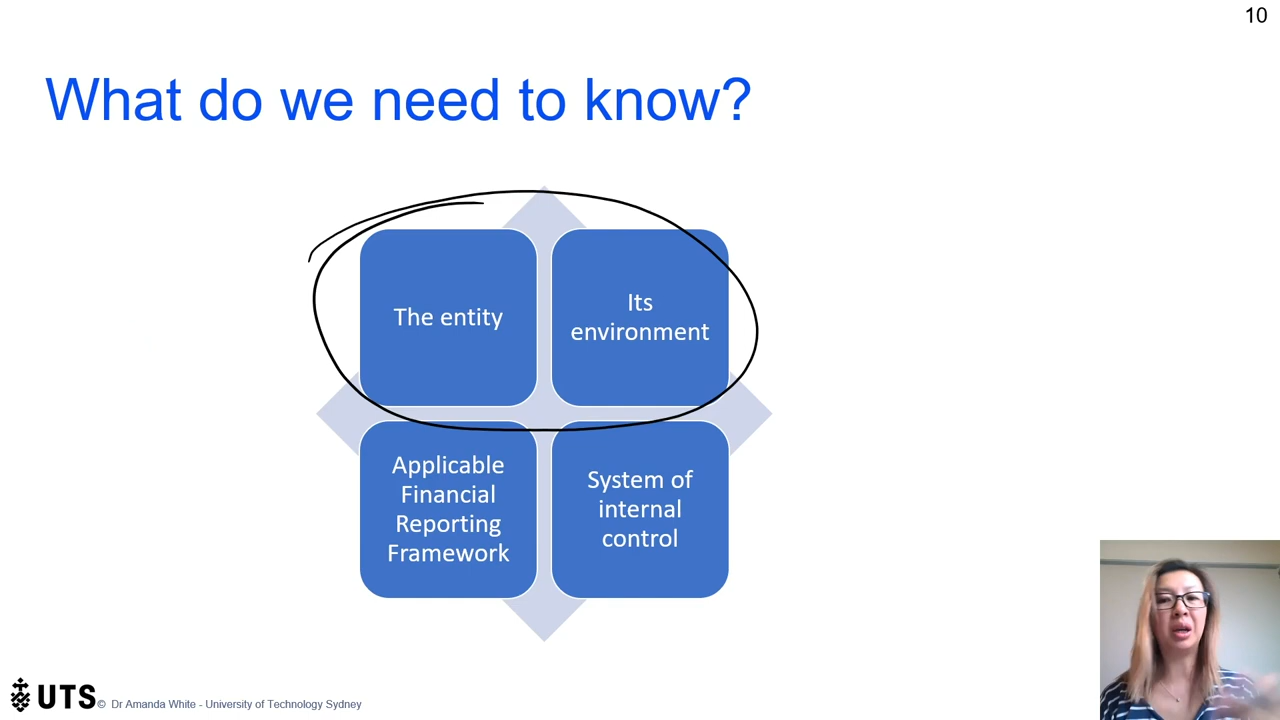 10
What do we need to know?
The entity
Its
environment
Applicable
Financial
Reporting
Framework
System of
internal
control
UTS © Dr Amanda White - University of Technology Sydney